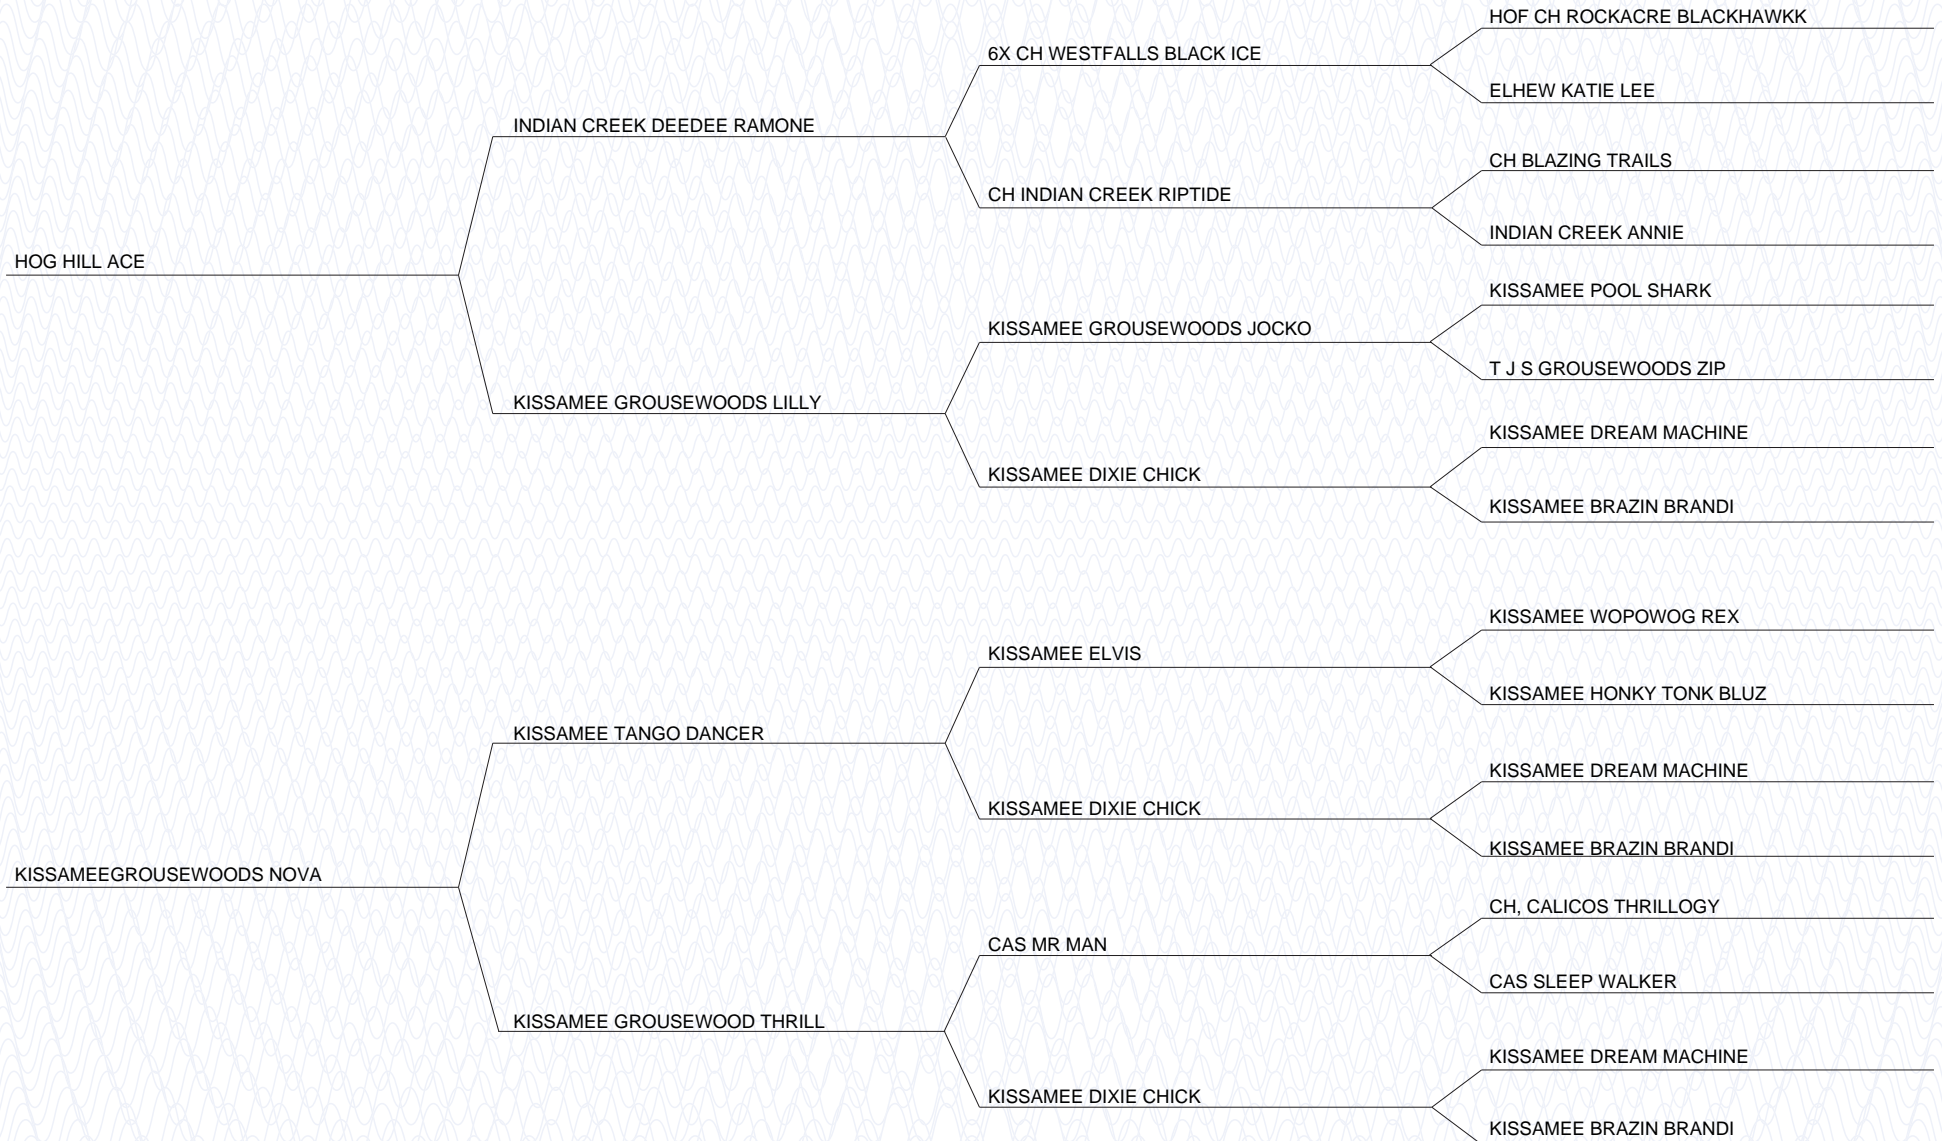 HOF CH ROCKACRE BLACKHAWKK
6X CH WESTFALLS BLACK ICE
ELHEW KATIE LEE
INDIAN CREEK DEEDEE RAMONE
CH BLAZING TRAILS
CH INDIAN CREEK RIPTIDE
INDIAN CREEK ANNIE
HOG HILL ACE
KISSAMEE POOL SHARK
KISSAMEE GROUSEWOODS JOCKO
T J S GROUSEWOODS ZIP
KISSAMEE GROUSEWOODS LILLY
KISSAMEE DREAM MACHINE
KISSAMEE DIXIE CHICK
KISSAMEE BRAZIN BRANDI
KISSAMEE WOPOWOG REX
KISSAMEE ELVIS
KISSAMEE HONKY TONK BLUZ
KISSAMEE TANGO DANCER
KISSAMEE DREAM MACHINE
KISSAMEE DIXIE CHICK
KISSAMEE BRAZIN BRANDI
KISSAMEEGROUSEWOODS NOVA
CH, CALICOS THRILLOGY
CAS MR MAN
CAS SLEEP WALKER
KISSAMEE GROUSEWOOD THRILL
KISSAMEE DREAM MACHINE
KISSAMEE DIXIE CHICK
KISSAMEE BRAZIN BRANDI